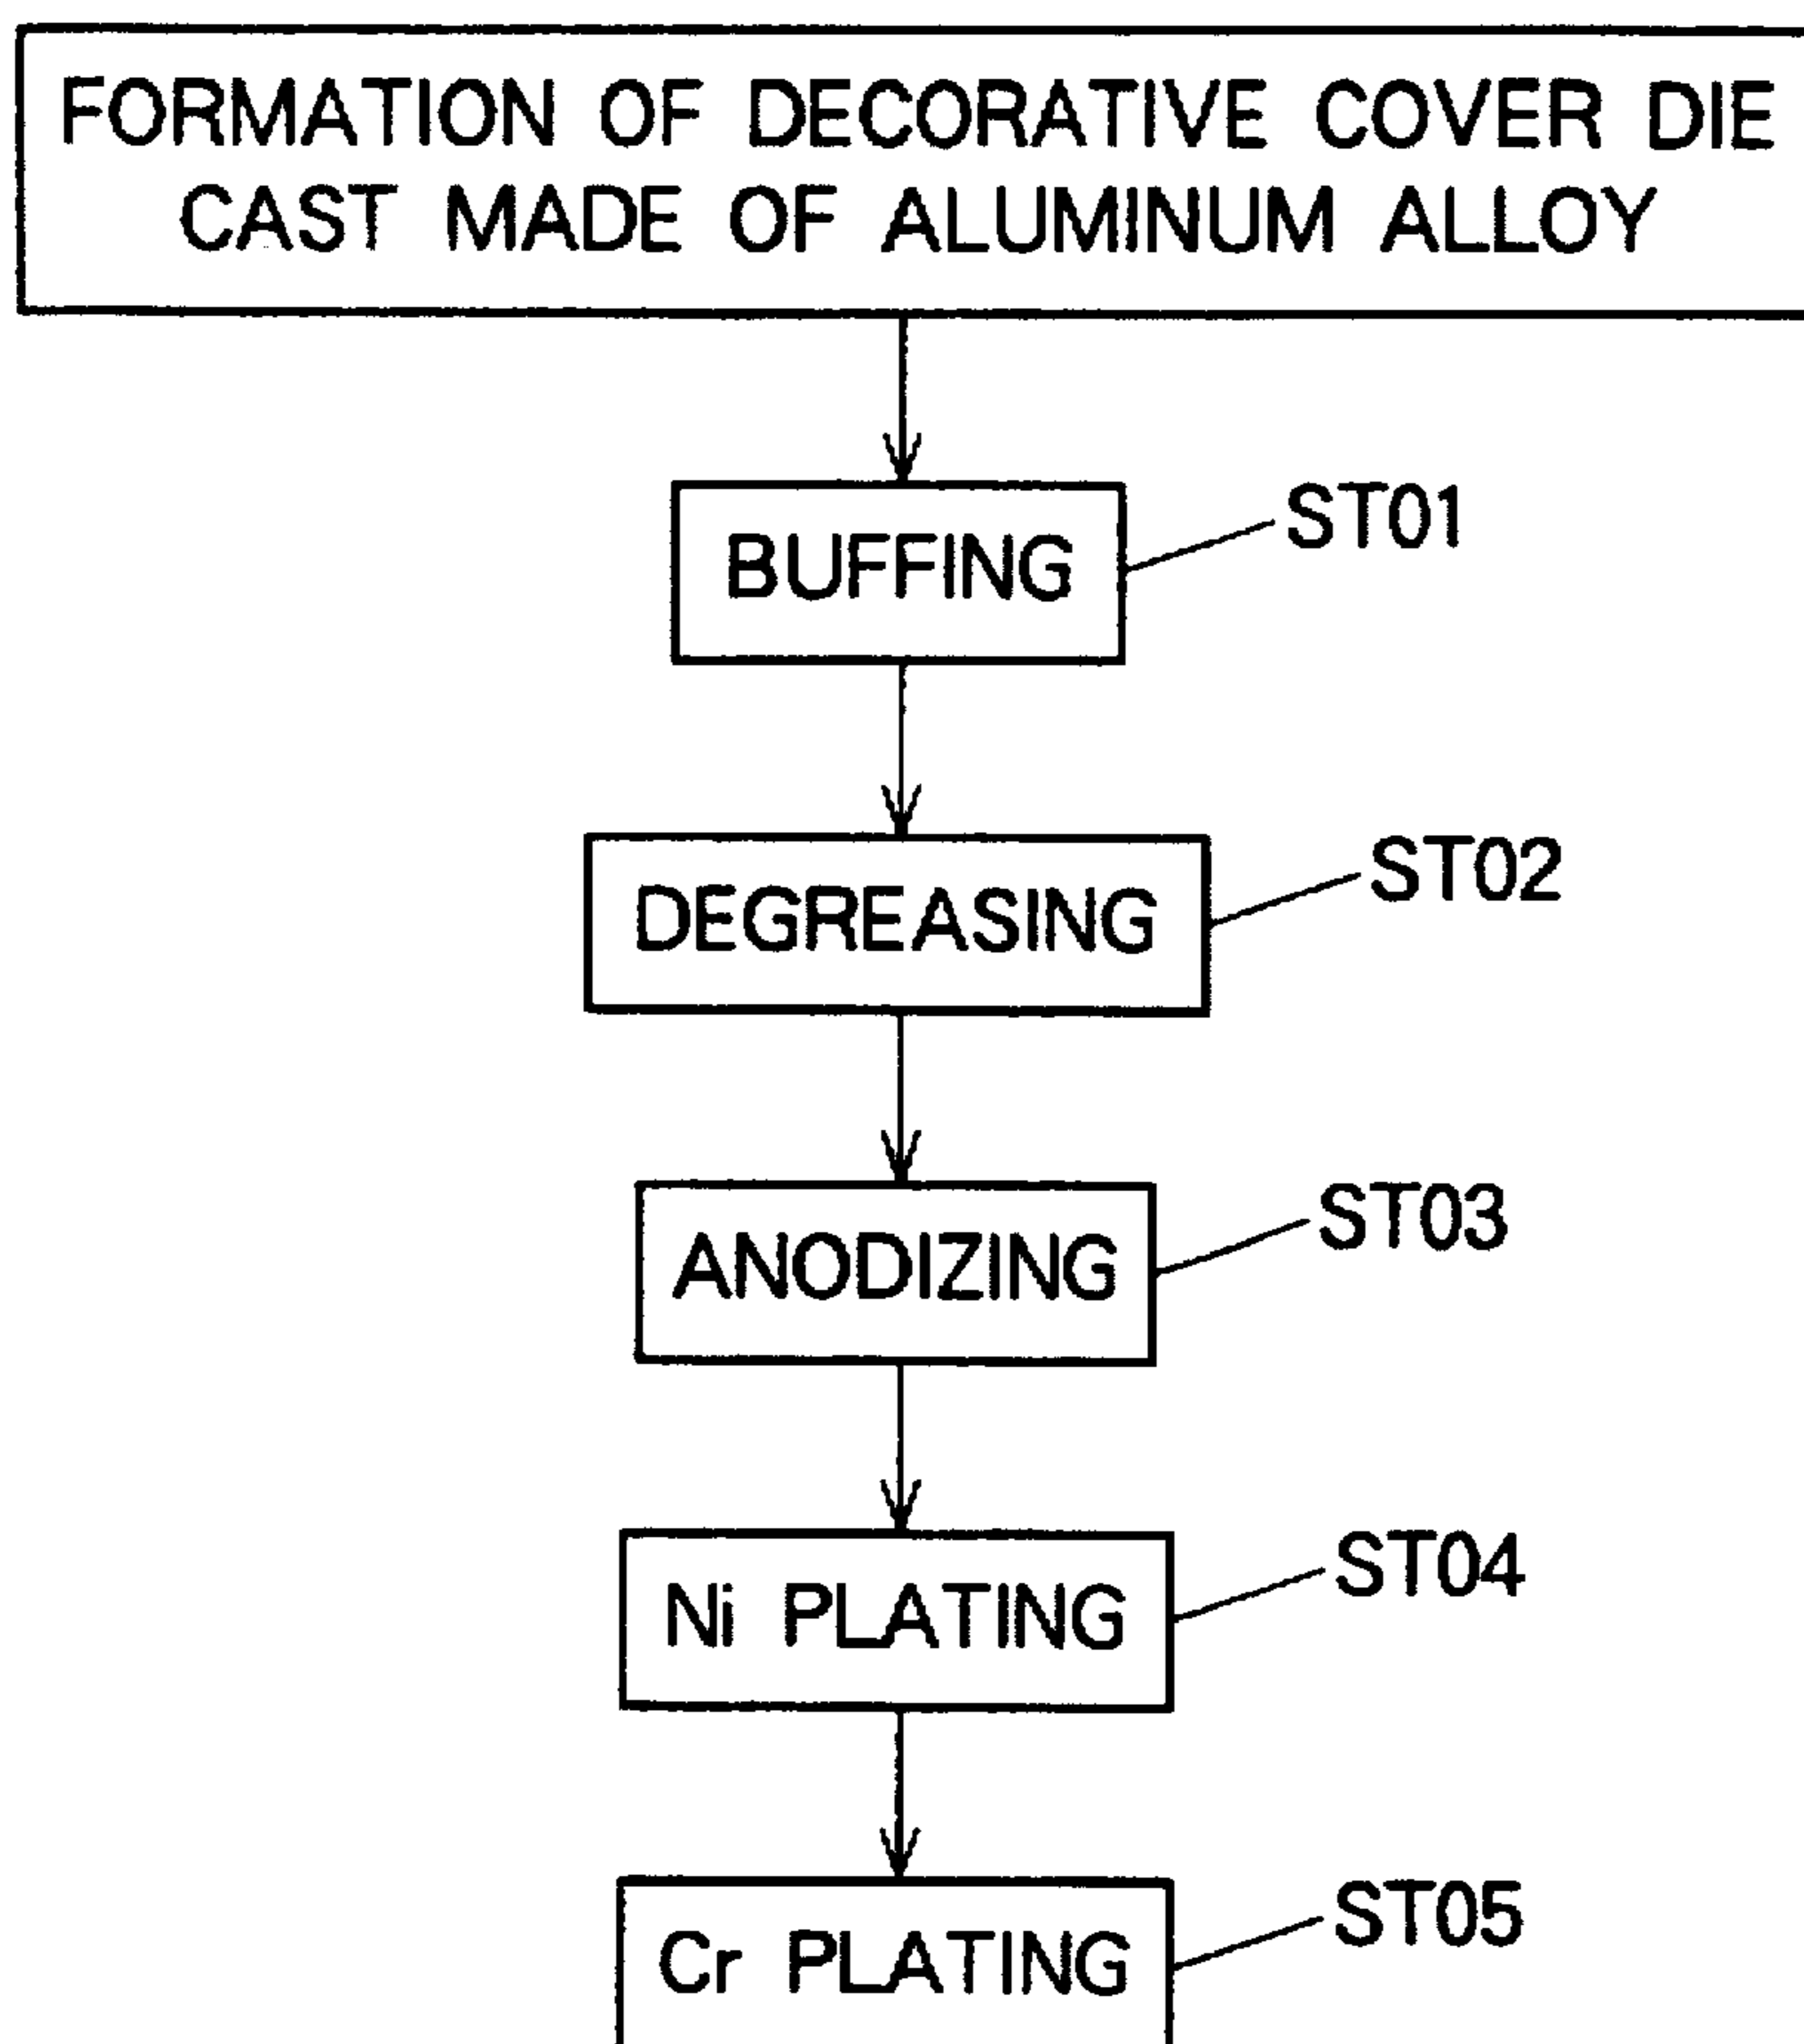 FORMATION OF DECORATIVE COVER DIE
CAST MADE OF ALUMINUM ALLOY
BUFFING
ST01
DEGREASING
ST02
ANODIZING
ST03
Ni PLATING
ST04
Cr PLATING
ST05